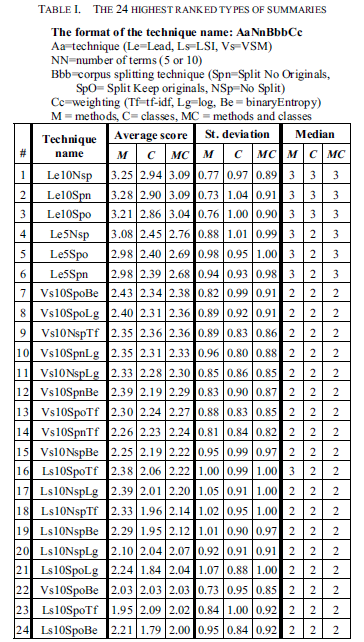 TABLE I. THE 24 HIGHEST RANKED TYPES OF SUMMARIES
The format of the technique name: AaNnBbbCc
Aa=technique (Le=Lead, Ls=LSI, Vs=VSM)
NN=number of terms (5 or 10)
Bbb=corpus splitting technique (Spn=Split No Originals,
SpO= Split Keep originals, NSp=No Split)
Cc=weighting (Tf=tf-idf, Lg=log, Be = binaryEntropy)
M = methods, C= classes, MC = methods and classes
# Technique name Average score St. deviation Median
M C MC M C MC M C MC
1 Le10Nsp 3.25 2.94 3.09 0.77 0.97 0.89 3 3 3
2 Le10Spn 3.28 2.90 3.09 0.73 1.04 0.91 3 3 3
3 Le10Spo 3.21 2.86 3.04 0.76 1.00 0.90 3 3 3
4 Le5Nsp 3.08 2.45 2.76 0.88 1.01 0.99 3 2 3
5 Le5Spo 2.98 2.40 2.69 0.98 0.95 1.00 3 2 3
6 Le5Spn 2.98 2.39 2.68 0.94 0.93 0.98 3 2 3
7 Vs10SpoBe 2.43 2.34 2.38 0.82 0.99 0.91 2 2 2
8 Vs10SpoLg 2.40 2.31 2.36 0.89 0.92 0.91 2 2 2
9 Vs10NspTf 2.35 2.36 2.36 0.89 0.83 0.86 2 2 2
10 Vs10SpnLg 2.35 2.31 2.33 0.96 0.80 0.88 2 2 2
11 Vs10NspLg 2.33 2.28 2.30 0.85 0.86 0.85 2 2 2
12 Vs10SpnBe 2.39 2.19 2.29 0.83 0.90 0.87 2 2 2
13 Vs10SpoTf 2.30 2.24 2.27 0.88 0.83 0.85 2 2 2
14 Vs10SpnTf 2.26 2.23 2.24 0.81 0.84 0.82 2 2 2
15 Vs10NspBe 2.25 2.19 2.22 0.95 0.99 0.97 2 2 2
16 Ls10SpoTf 2.38 2.06 2.22 1.00 0.99 1.00 3 2 2
17 Ls10NspLg 2.39 2.01 2.20 1.05 0.91 1.00 2 2 2
18 Ls10NspTf 2.33 1.96 2.14 1.02 0.95 1.00 2 2 2
19 Ls10NspBe 2.29 1.95 2.12 1.01 0.90 0.97 2 2 2
20 Ls10NspLg 2.10 2.04 2.07 0.92 0.91 0.91 2 2 2
21 Ls10SpoLg 2.24 1.84 2.04 1.07 0.88 1.00 2 2 2
22 Vs10SpoBe 2.03 2.03 2.03 0.73 0.95 0.85 2 2 2
23 Ls10SpoTf 1.95 2.09 2.02 0.84 1.00 0.92 2 2 2
24 Ls10SpoBe 2.21 1.79 2.00 0.95 0.84 0.92 2 2 2